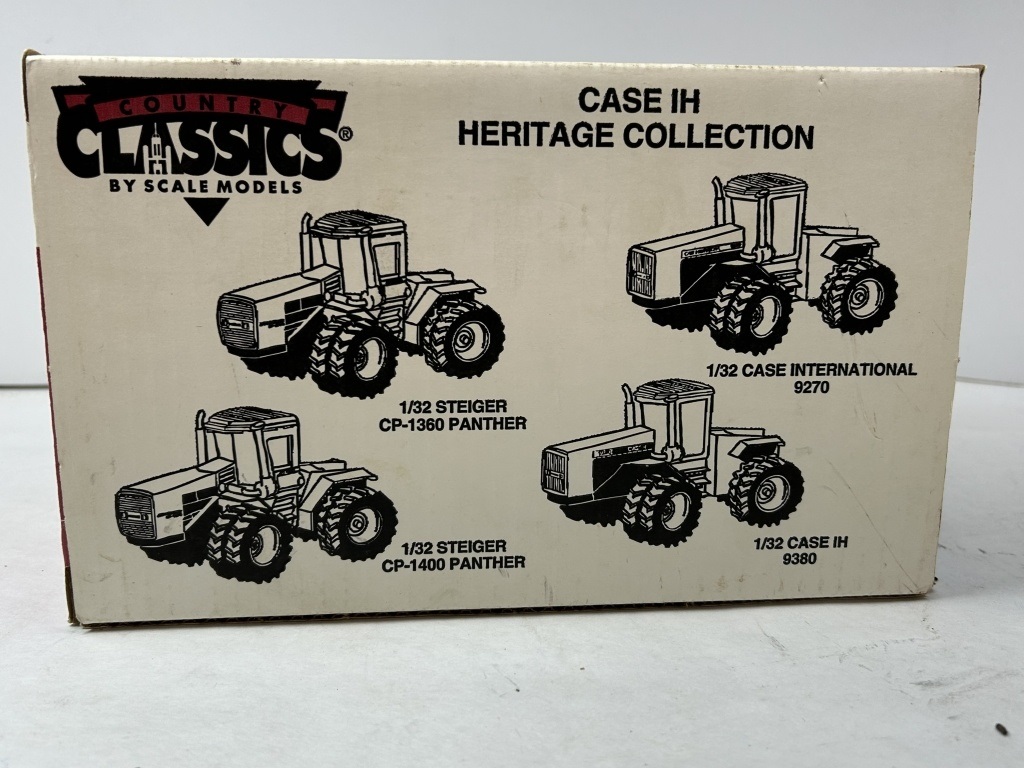 COUNTRY
CLASSICS®
BY SCALE MODELS
CASE IH
HERITAGE COLLECTION
1/32 STEIGER
CP-1360 PANTHER
1/32 CASE INTERNATIONAL
9270
1/32 STEIGER
CP-1400 PANTHER
1/32 CASE IH
9380